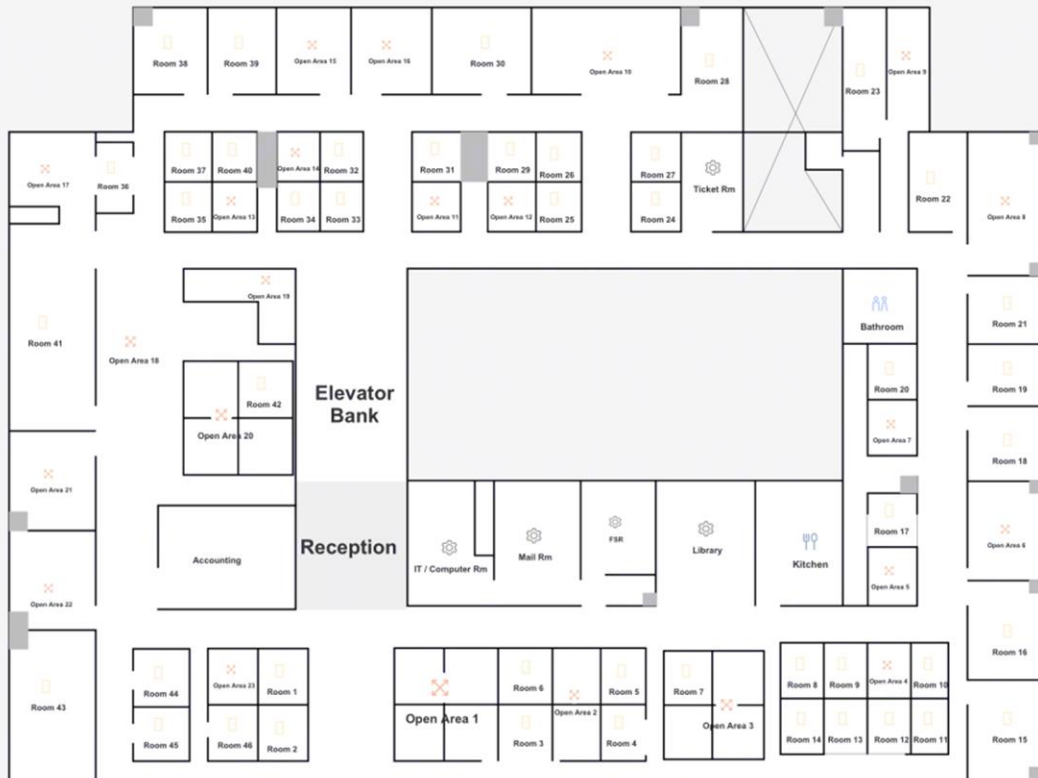 Room 38
Room 39
Open Area 15
Open Area 16
Room 30
Open Area 10
Room 28
Room 23
Open Area 9
Open Area 17
Room 36
Room 37
Room 40
Open Area 14
Room 32
Room 31
Room 29
Room 26
Room 27
Ticket Rm
Room 22
Open Area 8
Room 35
Open Area 13
Room 34
Room 33
Open Area 11
Open Area 12
Room 25
Room 24
Open Area 19
Room 41
Open Area 18
Bathroom
Room 21
Room 42
Elevator
Bank
Room 20
Room 19
Open Area 20
Open Area 7
Room 18
Open Area 21
Accounting
Reception
IT / Computer Rm
Mail Rm
FSR
Library
Kitchen
Room 17
Open Area 6
Open Area 5
Open Area 22
Room 43
Room 44
Open Area 23
Room 1
Room 6
Room 5
Room 7
Room 8
Room 9
Open Area 4
Room 10
Room 16
Open Area 1
Open Area 2
Open Area 3
Room 45
Room 46
Room 2
Room 3
Room 4
Room 14
Room 13
Room 12
Room 11
Room 15